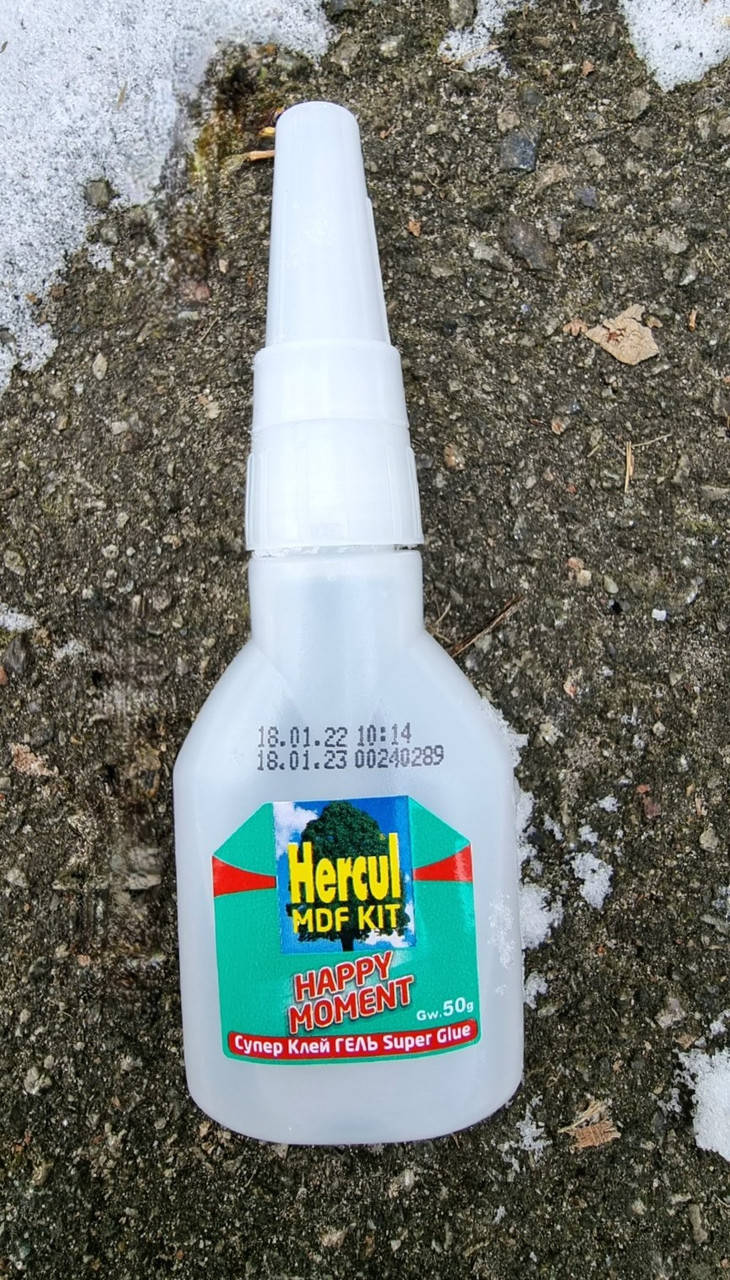 18.01.22 10:14
18.01.23 00240289
Hercul
MDF KIT
HAPPY
MOMENT
Gw.50g
Супер Клей ГЕЛЬ Super Glue